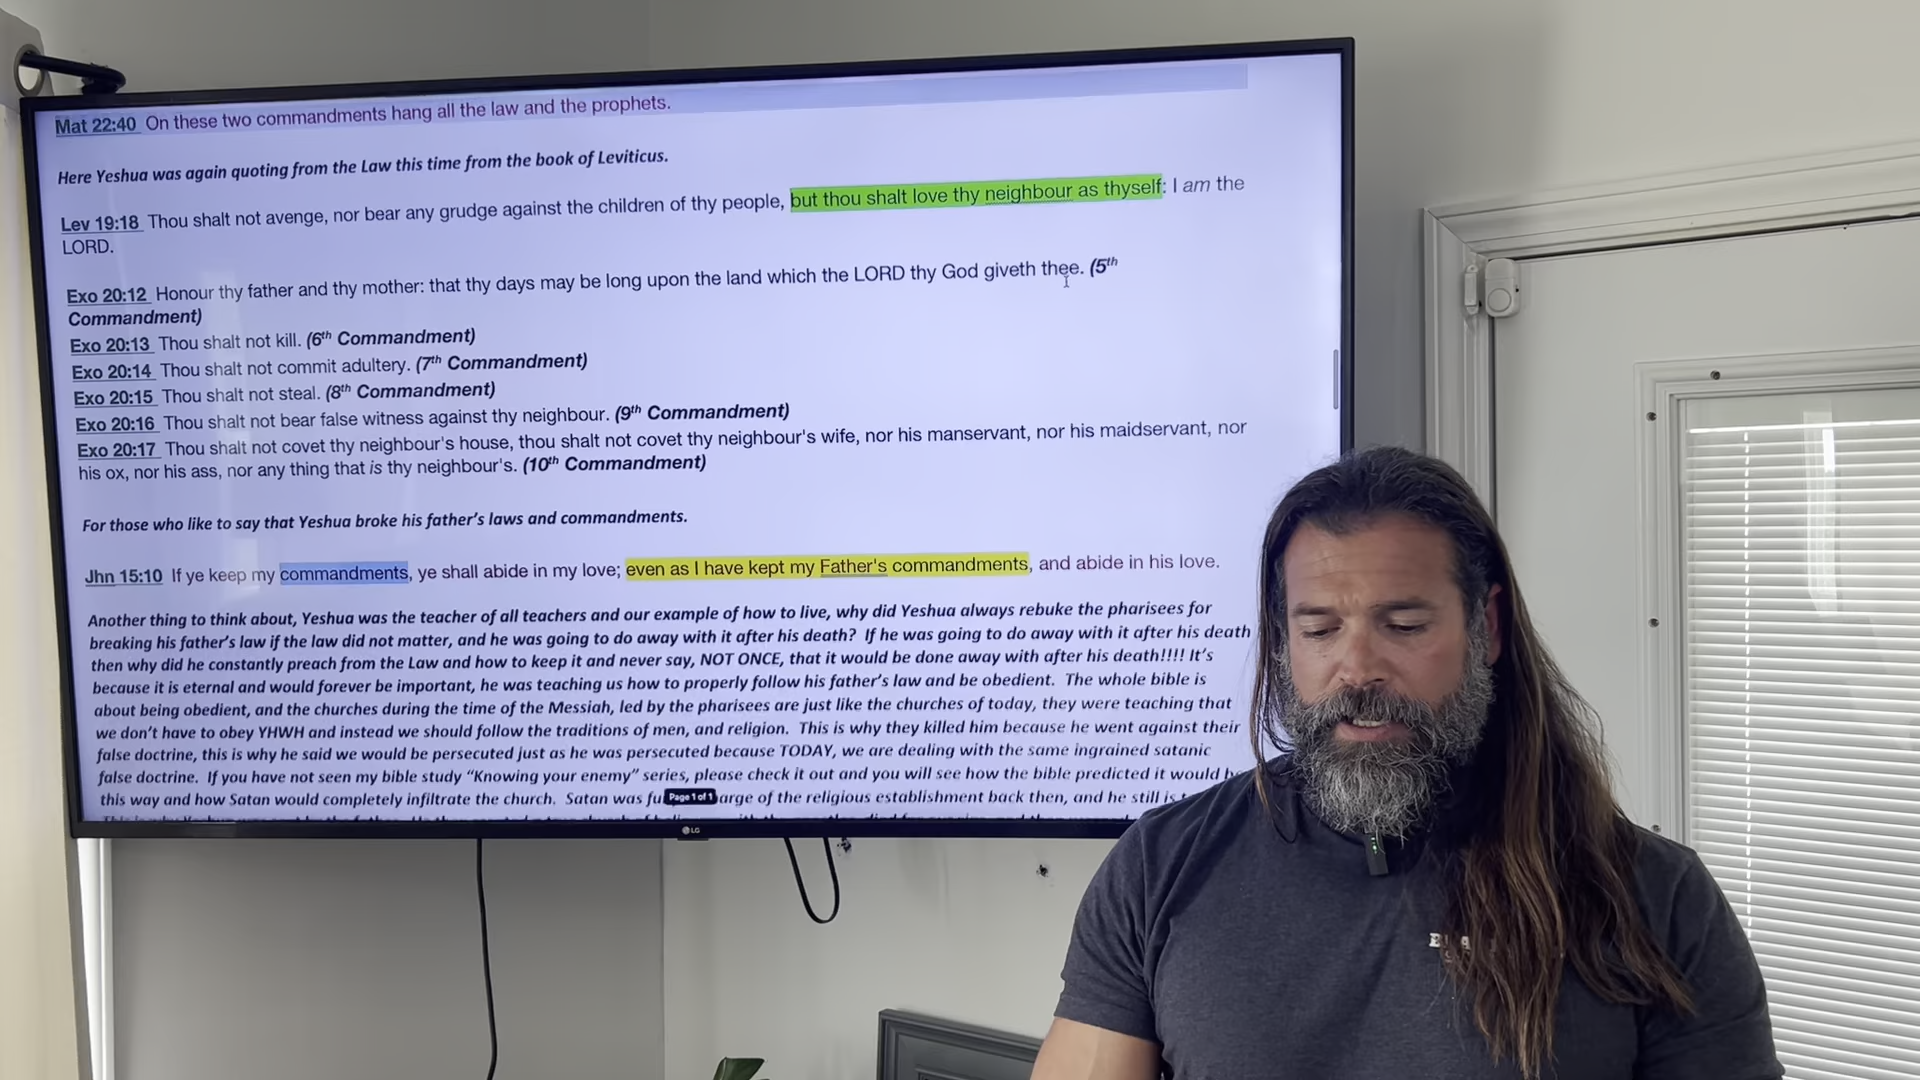 Mat 22:40 On these two commandments hang all the law and the prophets.
Here Yeshua was again quoting from the Law this time from the book of Leviticus.
Lev 19:18 Thou shalt not avenge, nor bear any grudge against the children of thy people, but thou shalt love thy neighbour as thyself: I am the
LORD.
Exo 20:12 Honour thy father and thy mother: that thy days may be long upon the land which the LORD thy God giveth thee. (5th
Commandment)
Exo 20:13 Thou shalt not kill. (6th Commandment)
Exo 20:14 Thou shalt not commit adultery. (7th Commandment)
Exo 20:15 Thou shalt not steal. (8th Commandment)
Exo 20:16 Thou shalt not bear false witness against thy neighbour. (9th Commandment)
Exo 20:17 Thou shalt not covet thy neighbour's house, thou shalt not covet thy neighbour's wife, nor his manservant, nor his maidservant, nor
his ox, nor his ass, nor any thing that is thy neighbour's. (10th Commandment)
For those who like to say that Yeshua broke his father's laws and commandments.
Jhn 15:10 If ye keep my commandments, ye shall abide in my love; even as I have kept my Father's commandments, and abide in his love.
Another thing to think about, Yeshua was the teacher of all teachers and our example of how to live, why did Yeshua always rebuke the pharisees for
breaking his father's law if the law did not matter, and he was going to do away with it after his death? If he was going to do away with it after his death
then why did he constantly preach from the Law and how to keep it and never say, NOT ONCE, that it would be done away with after his death!!!! It's
because it is eternal and would forever be important, he was teaching us how to properly follow his father's law and be obedient. The whole bible is
about being obedient, and the churches during the time of the Messiah, led by the pharisees are just like the churches of today, they were teaching that
we don't have to obey YHWH and instead we should follow the traditions of men, and religion. This is why they killed him because he went against their
false doctrine, this is why he said we would be persecuted just as he was persecuted because TODAY, we are dealing with the same ingrained satanic
false doctrine. If you have not seen my bible study "Knowing your enemy" series, please check it out and you will see how the bible predicted it would
this way and how Satan would completely infiltrate the church. Satan was of the religious establishment back then, and he still is
Page 1 of 1
LG